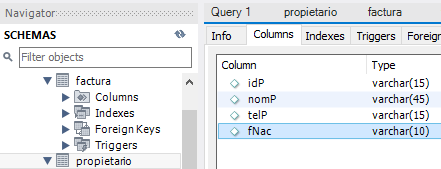 Navigator
SCHEMAS
Filter objects
factura
Columns
Indexes
Foreign Keys
Triggers
propietario
Query 1 propietario factura
Info Columns Indexes Triggers Foreign
Column Type
idP varchar(15)
nomP varchar(45)
telP varchar(15)
fNac varchar(10)